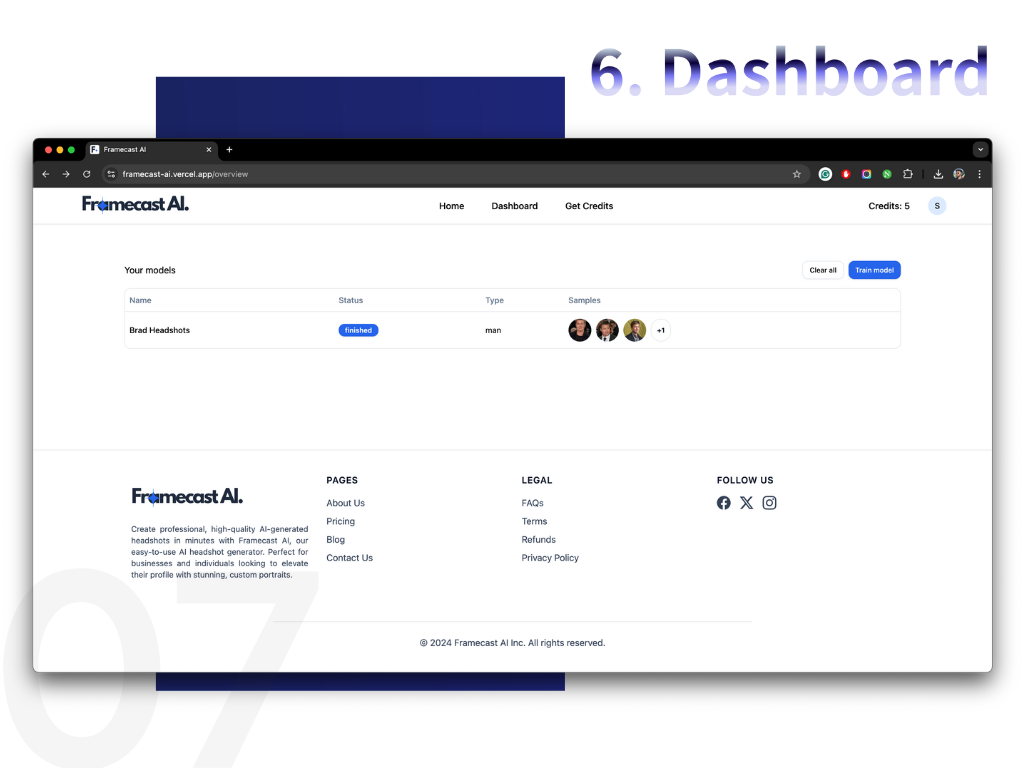 6. Dashboard
Framecast AI
framecast-ai.vercel.app/overview
Framecast AI.
Home
Dashboard
Get Credits
Credits: 5
S
Your models
Clear all
Train model
Name
Status
Type
Samples
Brad Headshots
finished
man
+1
Framecast AI.
Create professional, high-quality AI-generated
headshots in minutes with Framecast AI, our
easy-to-use AI headshot generator. Perfect for
businesses and individuals looking to elevate
their profile with stunning, custom portraits.
PAGES
About Us
Pricing
Blog
Contact Us
LEGAL
FAQs
Terms
Refunds
Privacy Policy
FOLLOW US
© 2024 Framecast AI Inc. All rights reserved.
07